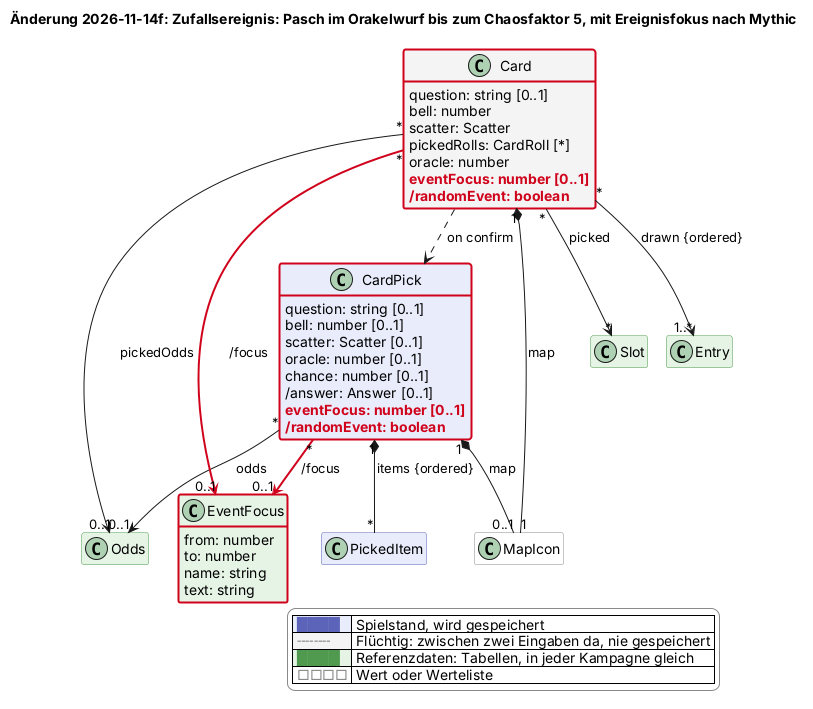 Änderung 2026-11-14f: Zufallsereignis: Pasch im Orakelwurf bis zum Chaosfaktor 5, mit Ereignisfokus nach Mythic
C Card
question: string [0..1]
bell: number
scatter: Scatter
pickedRolls: CardRoll [*]
oracle: number
eventFocus: number [0..1]
/randomEvent: boolean
*
*
*
1
*
on confirm
picked
drawn {ordered}
C CardPick
question: string [0..1]
bell: number [0..1]
scatter: Scatter [0..1]
oracle: number [0..1]
chance: number [0..1]
/answer: Answer [0..1]
eventFocus: number [0..1]
/randomEvent: boolean
*
1..*
C Slot
C Entry
pickedOdds
/focus
map
*
*
1
1
odds
/focus
items {ordered}
map
0..1
0..1
0..1
0..1
*
0..1
1
C Odds
C EventFocus
from: number
to: number
name: string
text: string
C PickedItem
C MapIcon
Spielstand, wird gespeichert
-------- Flüchtig: zwischen zwei Eingaben da, nie gespeichert
Referenzdaten: Tabellen, in jeder Kampagne gleich
Wert oder Werteliste